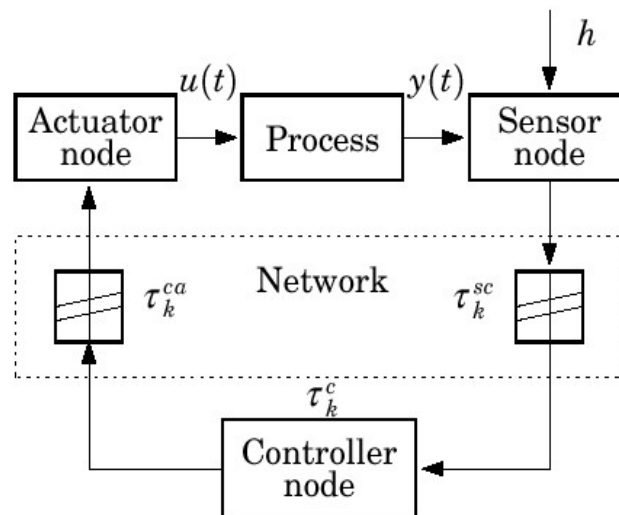 h
u(t)
y(t)
Actuator
node
Process
Sensor
node
Network
τ_k^{ca}
τ_k^{sc}
τ_k^c
Controller
node